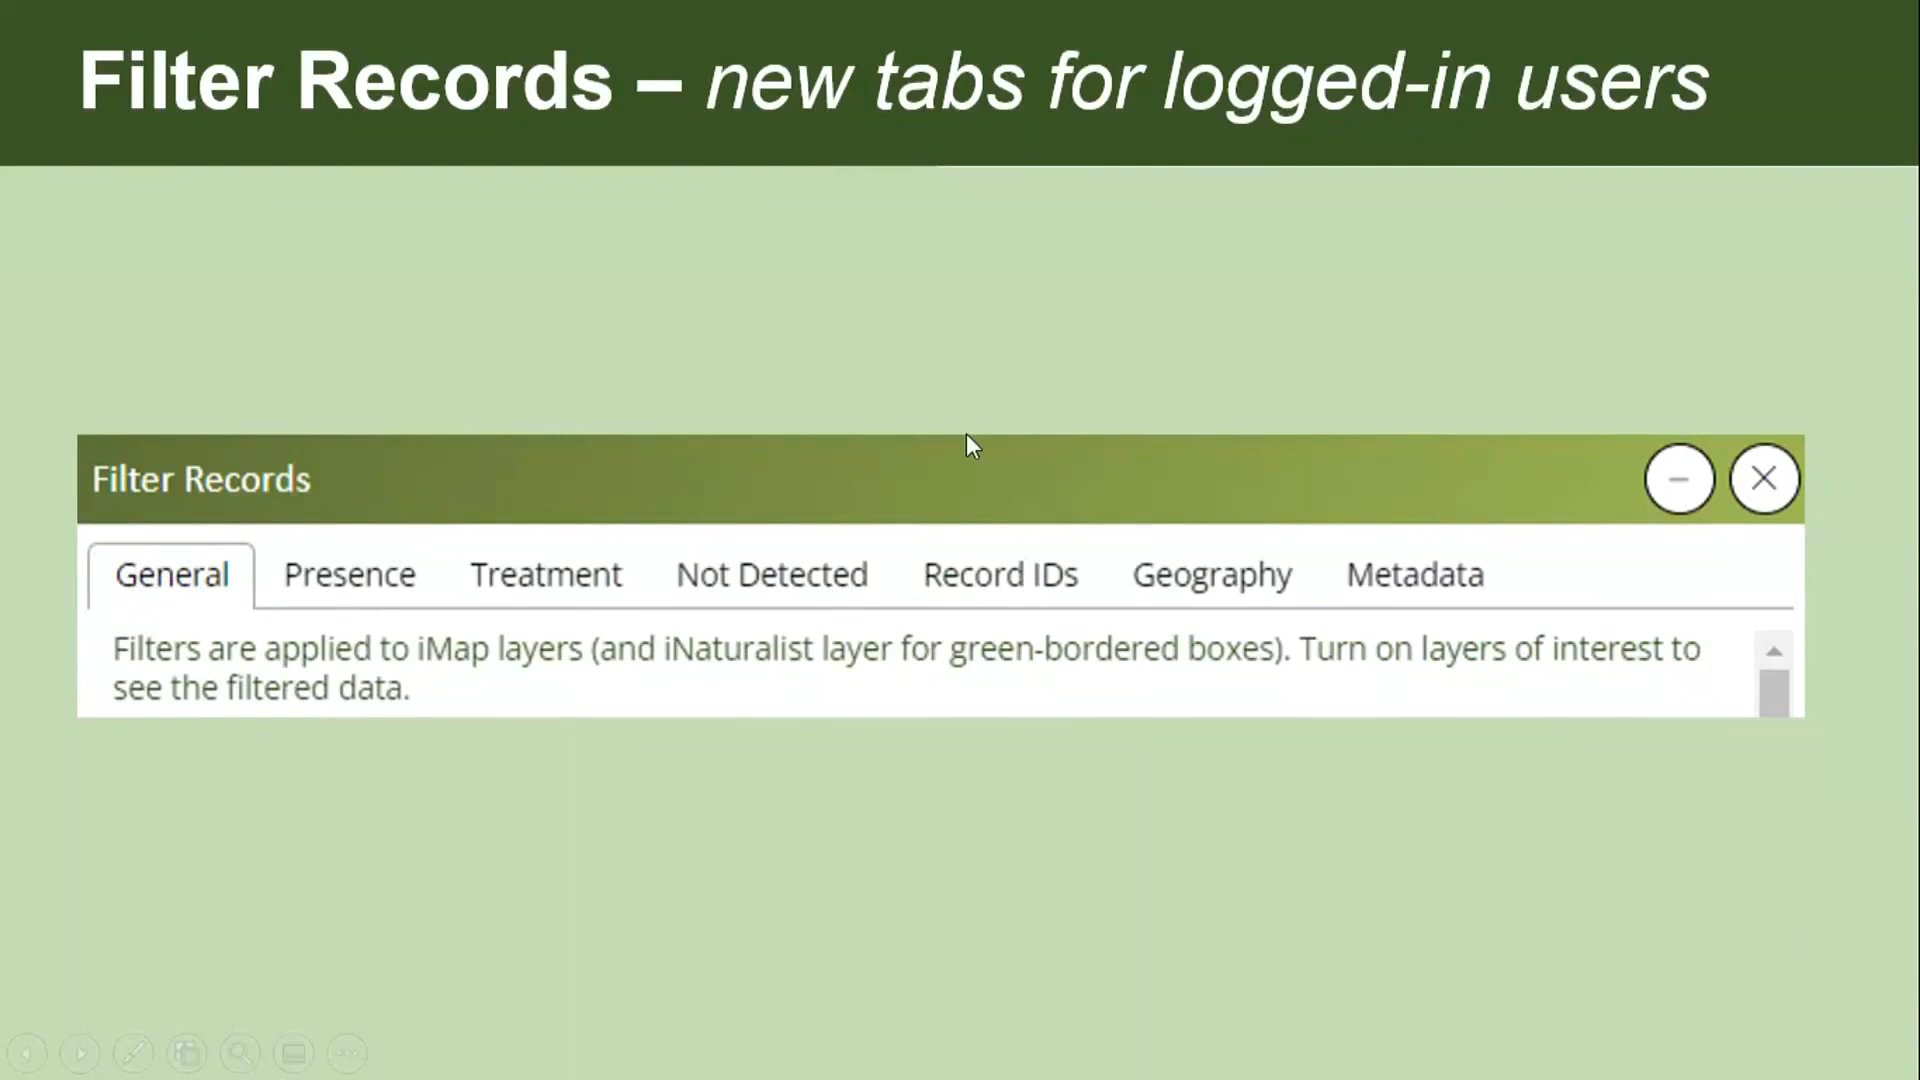 Filter Records – new tabs for logged-in users
Filter Records
General Presence Treatment Not Detected Record IDs Geography Metadata
Filters are applied to iMap layers (and iNaturalist layer for green-bordered boxes). Turn on layers of interest to
see the filtered data.